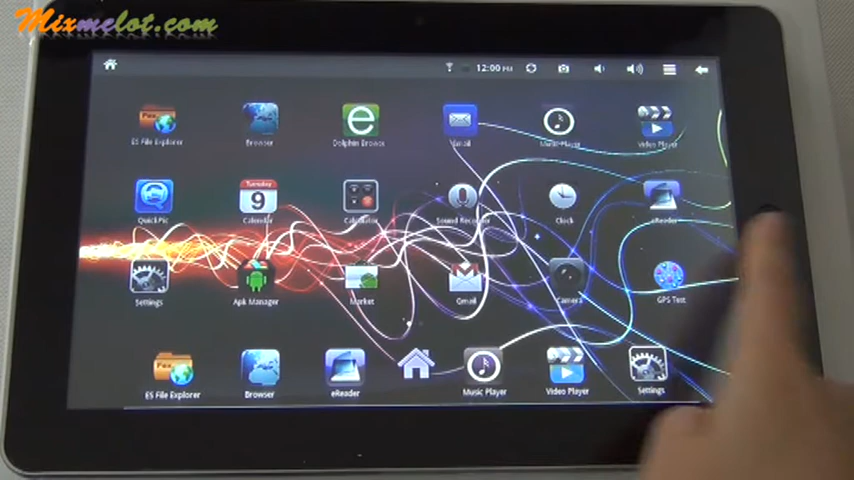 Mixmelot.com
12:00 PM
ES File Explorer
Browser
Dolphin Browser
Email
Music Player
Video Player
QuickPic
Tuesday
9
Calendar
Calculator
Sound Recorder
Clock
eReader
Settings
Apk Manager
Market
Gmail
Camera
GPS Test
ES File Explorer
Browser
eReader
Music Player
Video Player
Settings